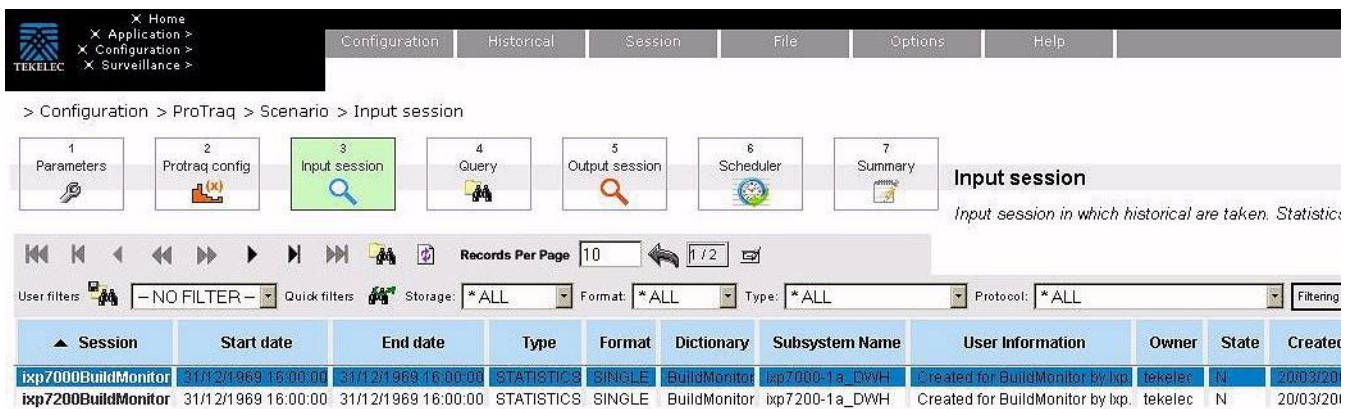 Home
Application >
Configuration >
Surveillance >
TEKELEC
Configuration Historical Session File Options Help
> Configuration > ProTraq > Scenario > Input session
1 2 3 4 5 6 7
Parameters Protraq config Input session Query Output session Scheduler Summary
(x)
Input session
Input session in which historical are taken. Statistics
Records Per Page 10 1 / 2
User filters – NO FILTER – Quick filters Storage: * ALL Format: * ALL Type: * ALL Protocol: * ALL Filtering
▲ Session Start date End date Type Format Dictionary Subsystem Name User Information Owner State Created
ixp7000BuildMonitor 31/12/1969 16:00:00 31/12/1969 16:00:00 STATISTICS SINGLE BuildMonitor ixp7000-1a_DWH Created for BuildMonitor by Ixp. tekelec N 20/03/200
ixp7200BuildMonitor 31/12/1969 16:00:00 31/12/1969 16:00:00 STATISTICS SINGLE BuildMonitor ixp7200-1a_DWH Created for BuildMonitor by Ixp. tekelec N 20/03/200